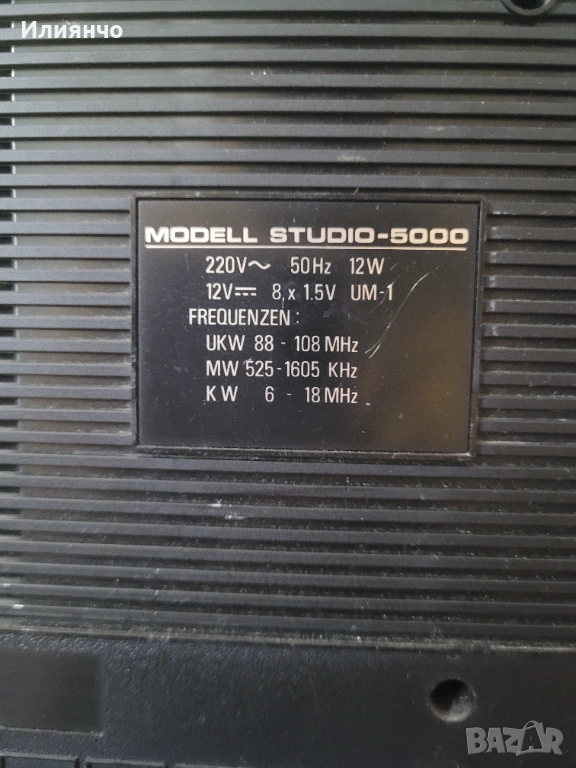 Илиянчо
MODELL STUDIO-5000
220V~ 50Hz 12W
12V⎓ 8 x 1.5V UM-1
FREQUENZEN:
UKW 88 - 108 MHz
MW 525-1605 KHz
KW 6 - 18 MHz
BAZAR